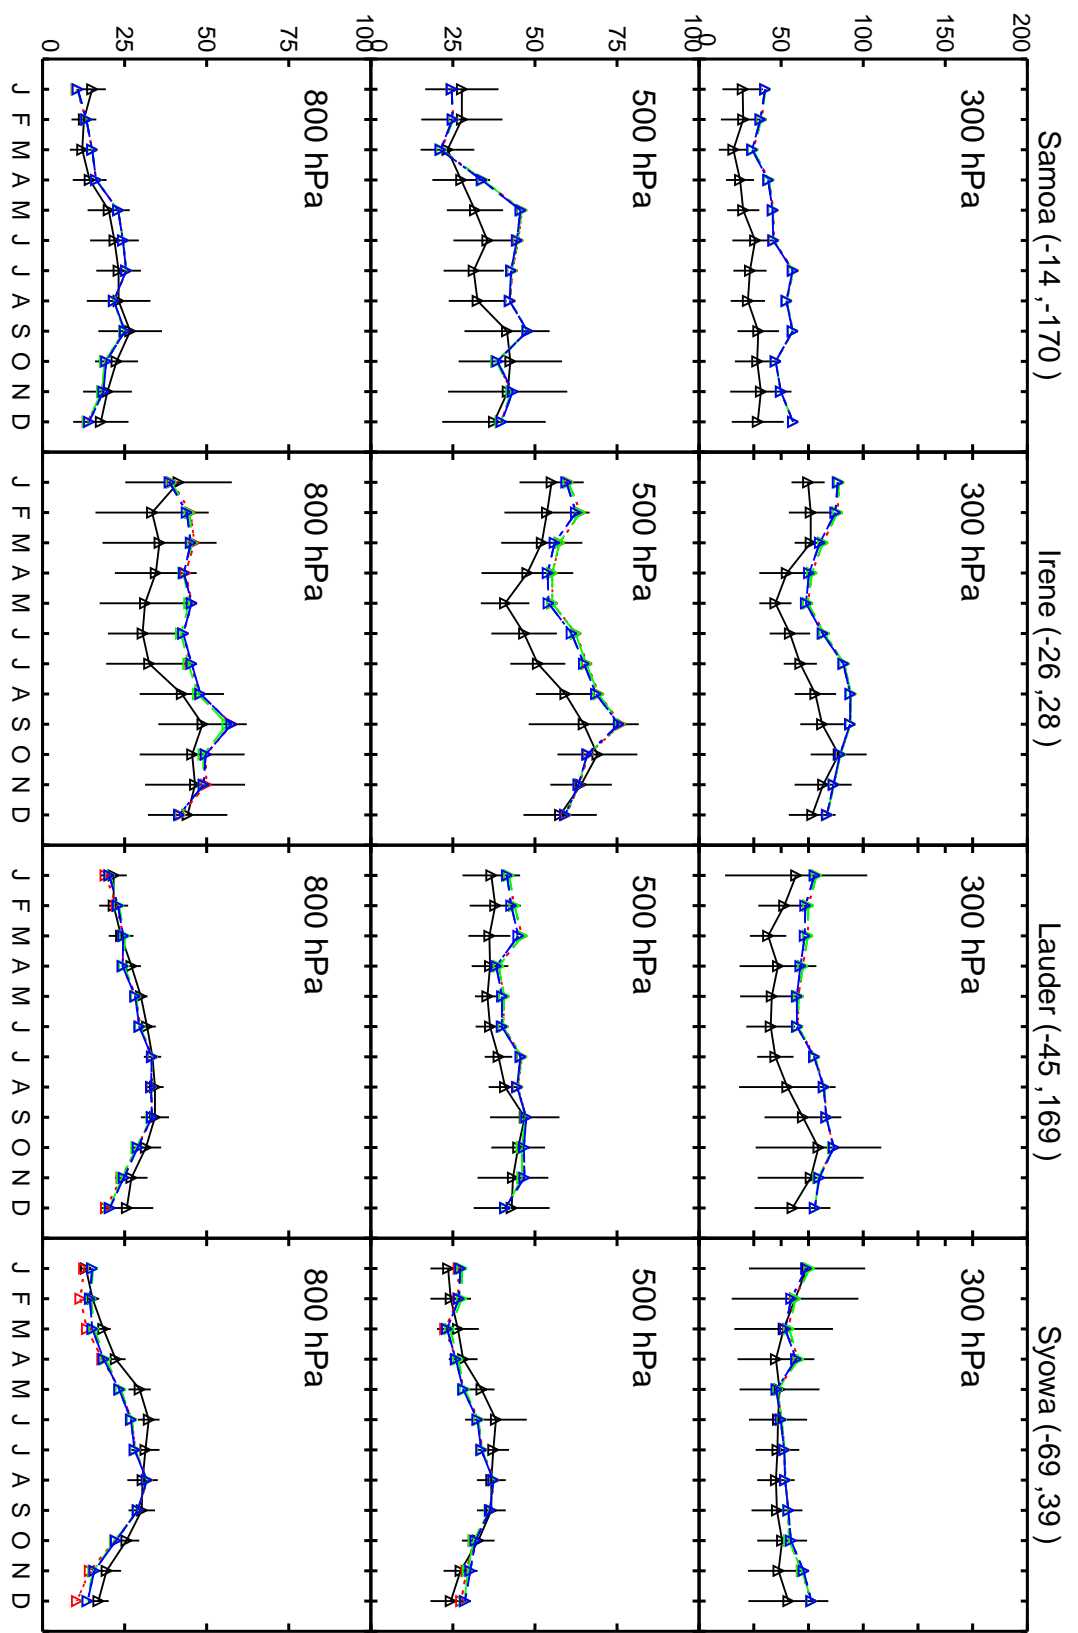 Samoa (-14 ,-170 )
Irene (-26 ,28 )
Lauder (-45 ,169 )
Syowa (-69 ,39 )
200
150
100
50
0
300 hPa
300 hPa
300 hPa
300 hPa
100
75
50
25
0
500 hPa
500 hPa
500 hPa
500 hPa
100
75
50
25
0
800 hPa
800 hPa
800 hPa
800 hPa
J F M A M J J A S O N D
J F M A M J J A S O N D
J F M A M J J A S O N D
J F M A M J J A S O N D